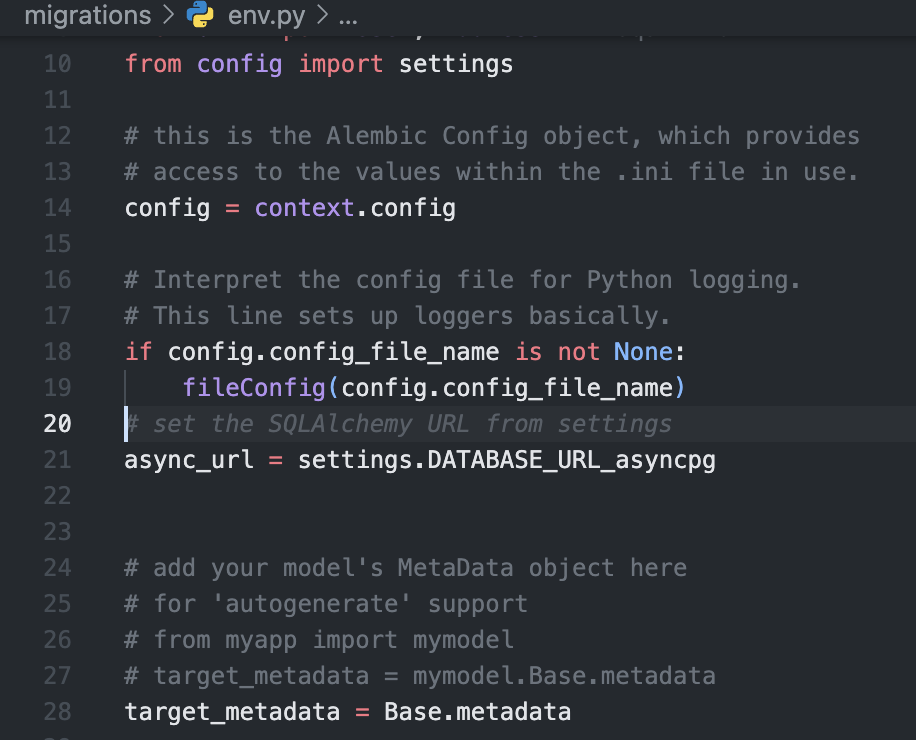 migrations > env.py > ...
10 from config import settings
11
12 # this is the Alembic Config object, which provides
13 # access to the values within the .ini file in use.
14 config = context.config
15
16 # Interpret the config file for Python logging.
17 # This line sets up loggers basically.
18 if config.config_file_name is not None:
19     fileConfig(config.config_file_name)
20 # set the SQLAlchemy URL from settings
21 async_url = settings.DATABASE_URL_asyncpg
22
23
24 # add your model's MetaData object here
25 # for 'autogenerate' support
26 # from myapp import mymodel
27 # target_metadata = mymodel.Base.metadata
28 target_metadata = Base.metadata